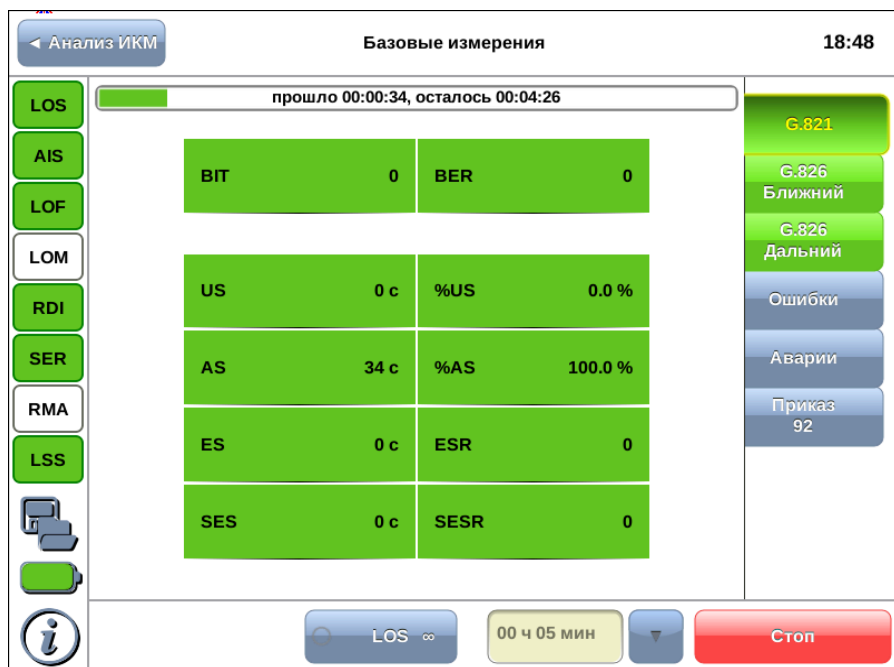 ◄ Анализ ИКМ
Базовые измерения
18:48
прошло 00:00:34, осталось 00:04:26
LOS
AIS
LOF
LOM
RDI
SER
RMA
LSS
BIT 0 BER 0
US 0 с %US 0.0 %
AS 34 с %AS 100.0 %
ES 0 с ESR 0
SES 0 с SESR 0
G.821
G.826
Ближний
G.826
Дальний
Ошибки
Аварии
Приказ
92
i
LOS ∞
00 ч 05 мин
▼
Стоп